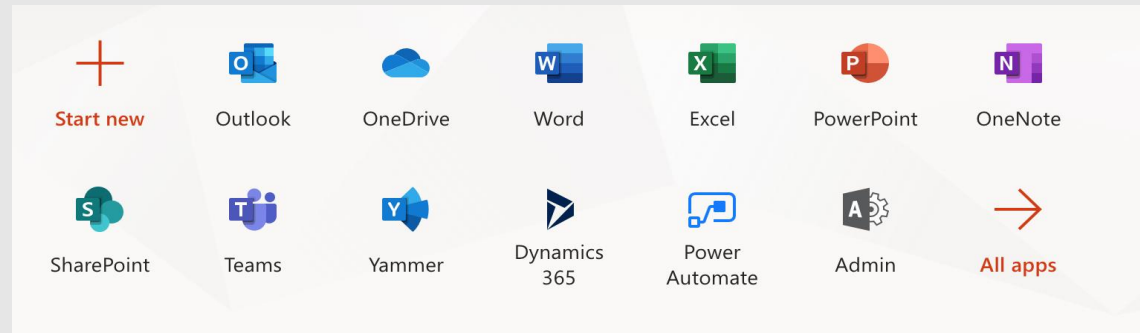 Start new
O
Outlook
OneDrive
W
Word
X
Excel
P
PowerPoint
N
OneNote
S
SharePoint
T
Teams
Y
Yammer
Dynamics
365
Power
Automate
A
Admin
All apps